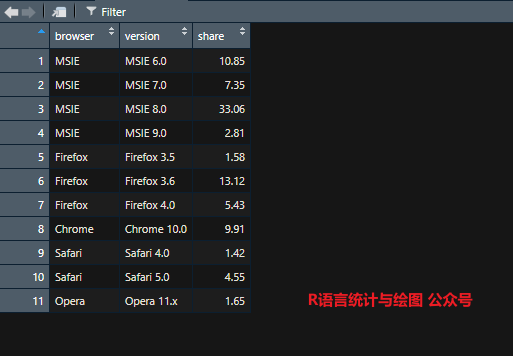 Filter
browser version share
1 MSIE MSIE 6.0 10.85
2 MSIE MSIE 7.0 7.35
3 MSIE MSIE 8.0 33.06
4 MSIE MSIE 9.0 2.81
5 Firefox Firefox 3.5 1.58
6 Firefox Firefox 3.6 13.12
7 Firefox Firefox 4.0 5.43
8 Chrome Chrome 10.0 9.91
9 Safari Safari 4.0 1.42
10 Safari Safari 5.0 4.55
11 Opera Opera 11.x 1.65
R语言统计与绘图 公众号